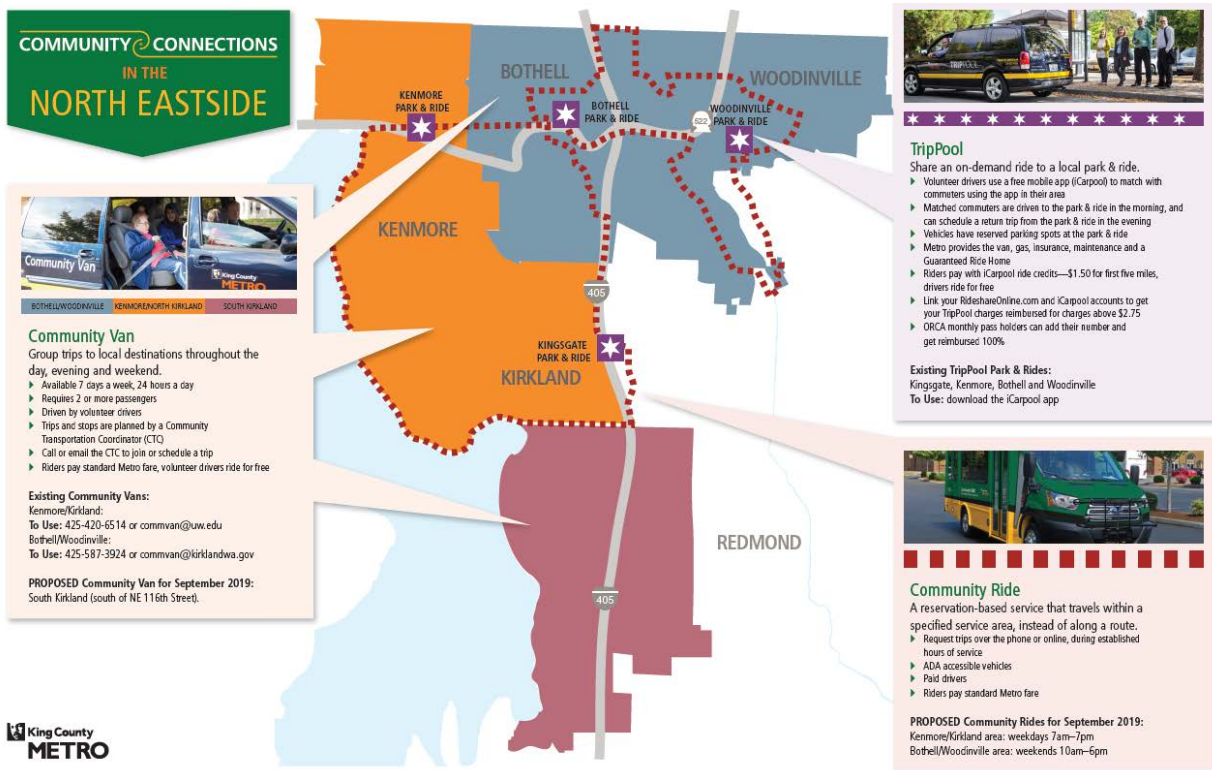 COMMUNITY CONNECTIONS
IN THE
NORTH EASTSIDE
Community Van
King County
METRO
BOTHELL/WOODINVILLE
KENMORE/NORTH KIRKLAND
SOUTH KIRKLAND
Community Van
Group trips to local destinations throughout the
day, evening and weekend.
Available 7 days a week, 24 hours a day
Requires 2 or more passengers
Driven by volunteer drivers
Trips and stops are planned by a Community
Transportation Coordinator (CTC)
Call or email the CTC to join or schedule a trip
Riders pay standard Metro fare, volunteer drivers ride for free
Existing Community Vans:
Kenmore/Kirkland:
To Use: 425-420-6514 or commvan@uw.edu
Bothell/Woodinville:
To Use: 425-587-3924 or commvan@kirklandwa.gov
PROPOSED Community Van for September 2019:
South Kirkland (south of NE 116th Street).
King County
METRO
BOTHELL
WOODINVILLE
KENMORE
PARK & RIDE
BOTHELL
PARK & RIDE
WOODINVILLE
PARK & RIDE
522
KENMORE
405
KINGSGATE
PARK & RIDE
KIRKLAND
REDMOND
405
TRIPPOOL
TripPool
Share an on-demand ride to a local park & ride.
Volunteer drivers use a free mobile app (iCarpool) to match with
commuters using the app in their area
Matched commuters are driven to the park & ride in the morning, and
can schedule a return trip from the park & ride in the evening
Vehicles have reserved parking spots at the park & ride
Metro provides the van, gas, insurance, maintenance and a
Guaranteed Ride Home
Riders pay with iCarpool ride credits—$1.50 for first five miles,
drivers ride for free
Link your RideshareOnline.com and iCarpool accounts to get
your TripPool charges reimbursed for charges above $2.75
ORCA monthly pass holders can add their number and
get reimbursed 100%
Existing TripPool Park & Rides:
Kingsgate, Kenmore, Bothell and Woodinville
To Use: download the iCarpool app
Community Ride
A reservation-based service that travels within a
specified service area, instead of along a route.
Request trips over the phone or online, during established
hours of service
ADA accessible vehicles
Paid drivers
Riders pay standard Metro fare
PROPOSED Community Rides for September 2019:
Kenmore/Kirkland area: weekdays 7am–7pm
Bothell/Woodinville area: weekends 10am–6pm